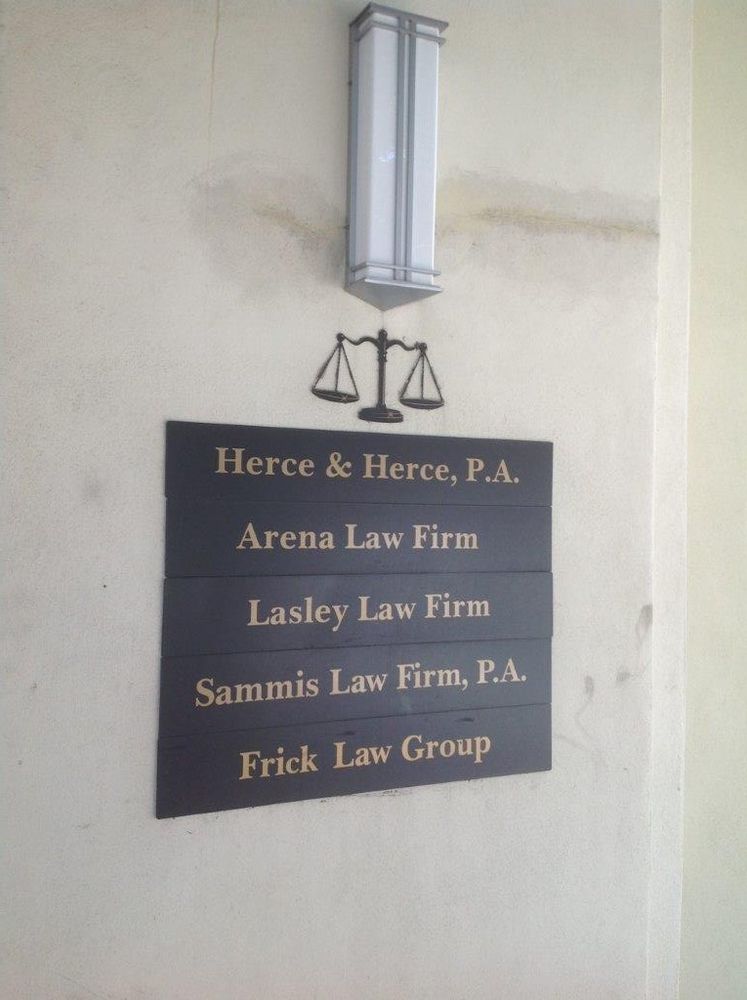 Herce & Herce, P.A.
Arena Law Firm
Lasley Law Firm
Sammis Law Firm, P.A.
Frick Law Group